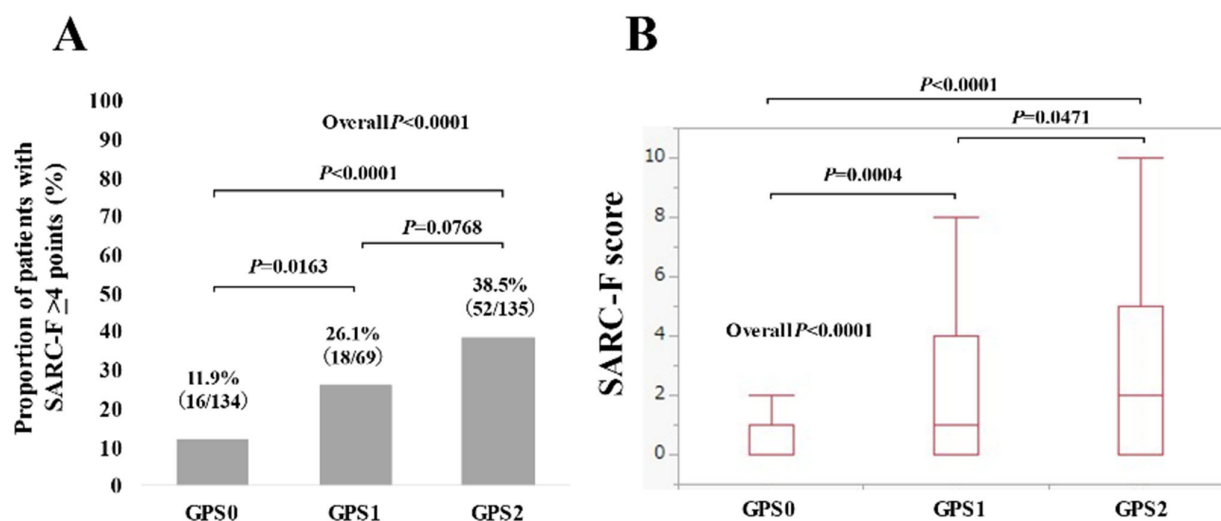 A
Proportion of patients with
SARC-F ≥4 points (%)
100
90
80
70
60
50
40
30
20
10
0
Overall P<0.0001
P<0.0001
P=0.0768
P=0.0163
11.9%
(16/134)
26.1%
(18/69)
38.5%
(52/135)
GPS0 GPS1 GPS2
B
SARC-F score
10
8
6
4
2
0
P<0.0001
P=0.0471
P=0.0004
Overall P<0.0001
GPS0 GPS1 GPS2